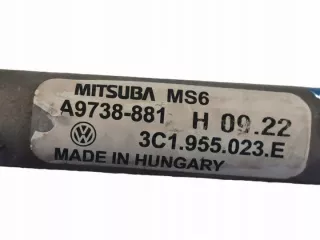 MITSUBA MS6
A9738-881 H 09.22
3C1.955.023.E
MADE IN HUNGARY